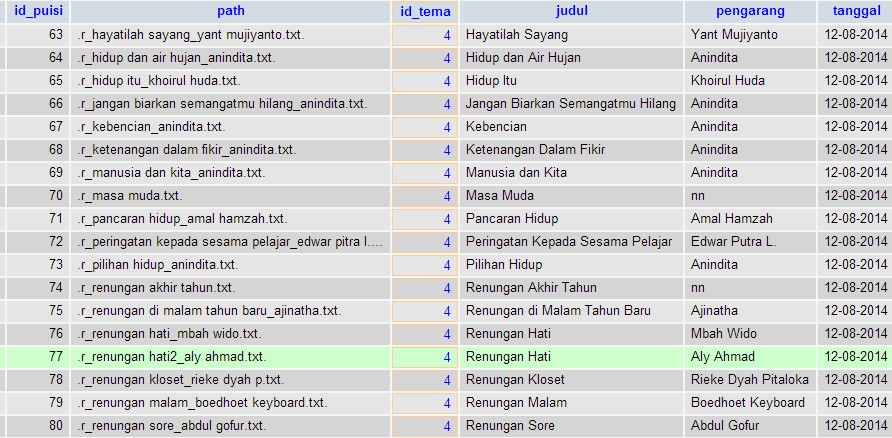 id_puisi path id_tema judul pengarang tanggal
63 .r_hayatilah sayang_yant mujiyanto.txt. 4 Hayatilah Sayang Yant Mujiyanto 12-08-2014
64 .r_hidup dan air hujan_anindita.txt. 4 Hidup dan Air Hujan Anindita 12-08-2014
65 .r_hidup itu_khoirul huda.txt. 4 Hidup Itu Khoirul Huda 12-08-2014
66 .r_jangan biarkan semangatmu hilang_anindita.txt. 4 Jangan Biarkan Semangatmu Hilang Anindita 12-08-2014
67 .r_kebencian_anindita.txt. 4 Kebencian Anindita 12-08-2014
68 .r_ketenangan dalam fikir_anindita.txt. 4 Ketenangan Dalam Fikir Anindita 12-08-2014
69 .r_manusia dan kita_anindita.txt. 4 Manusia dan Kita Anindita 12-08-2014
70 .r_masa muda.txt. 4 Masa Muda nn 12-08-2014
71 .r_pancaran hidup_amal hamzah.txt. 4 Pancaran Hidup Amal Hamzah 12-08-2014
72 .r_peringatan kepada sesama pelajar_edwar pitra l.... 4 Peringatan Kepada Sesama Pelajar Edwar Putra L. 12-08-2014
73 .r_pilihan hidup_anindita.txt. 4 Pilihan Hidup Anindita 12-08-2014
74 .r_renungan akhir tahun.txt. 4 Renungan Akhir Tahun nn 12-08-2014
75 .r_renungan di malam tahun baru_ajinatha.txt. 4 Renungan di Malam Tahun Baru Ajinatha 12-08-2014
76 .r_renungan hati_mbah wido.txt. 4 Renungan Hati Mbah Wido 12-08-2014
77 .r_renungan hati2_aly ahmad.txt. 4 Renungan Hati Aly Ahmad 12-08-2014
78 .r_renungan kloset_rieke dyah p.txt. 4 Renungan Kloset Rieke Dyah Pitaloka 12-08-2014
79 .r_renungan malam_boedhoet keyboard.txt. 4 Renungan Malam Boedhoet Keyboard 12-08-2014
80 .r_renungan sore_abdul gofur.txt. 4 Renungan Sore Abdul Gofur 12-08-2014